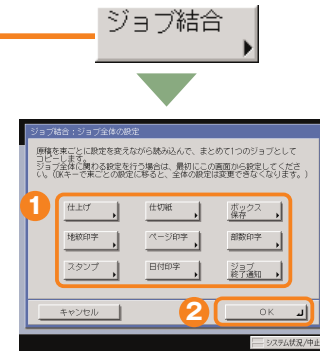 ジョブ結合
ジョブ結合：ジョブ全体の設定
原稿を束ごとに設定を変えながら読み込んで、まとめて1つのジョブとして
コピーします。
ジョブ全体に関わる設定を行う場合は、最初にこの画面から設定してくださ
い。（OKキーで束ごとの設定に移ると、全体の設定は変更できなくなります。）
1
仕上げ
仕切紙
ボックス
保存
地紋印字
ページ印字
部数印字
スタンプ
日付印字
ジョブ
終了通知
キャンセル
2
OK
システム状況/中止